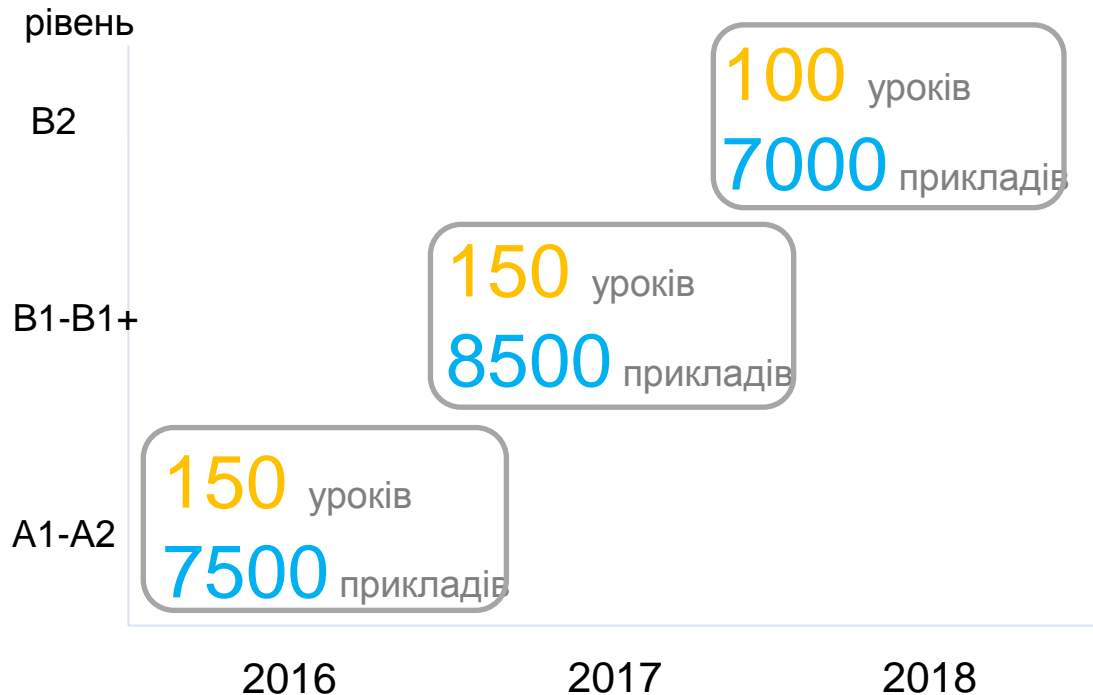 рівень
100 уроків
B2
7000 прикладів
150 уроків
B1-B1+
8500 прикладів
150 уроків
A1-A2
7500 прикладів
2016 2017 2018